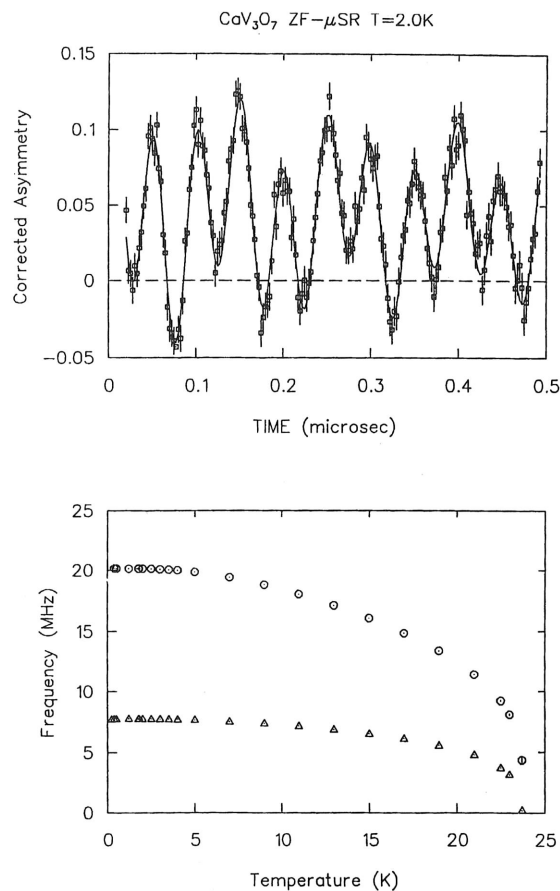 CaV₃O₇ ZF−μSR T=2.0K
0.15
0.10
0.05
0
−0.05
Corrected Asymmetry
0 0.1 0.2 0.3 0.4 0.5
TIME (microsec)
25
20
15
10
5
0
Frequency (MHz)
0 5 10 15 20 25
Temperature (K)